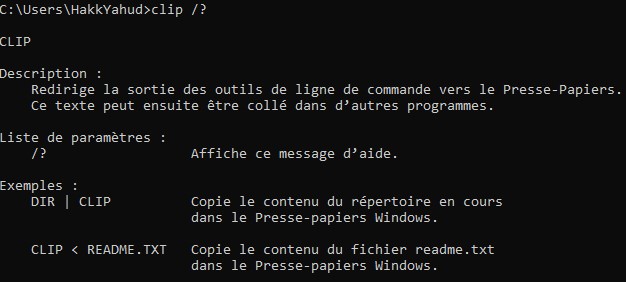 C:\Users\HakkYahud>clip /?
CLIP
Description :
Redirige la sortie des outils de ligne de commande vers le Presse-Papiers.
Ce texte peut ensuite être collé dans d’autres programmes.
Liste de paramètres :
/? Affiche ce message d’aide.
Exemples :
DIR | CLIP Copie le contenu du répertoire en cours
dans le Presse-papiers Windows.
CLIP < README.TXT Copie le contenu du fichier readme.txt
dans le Presse-papiers Windows.